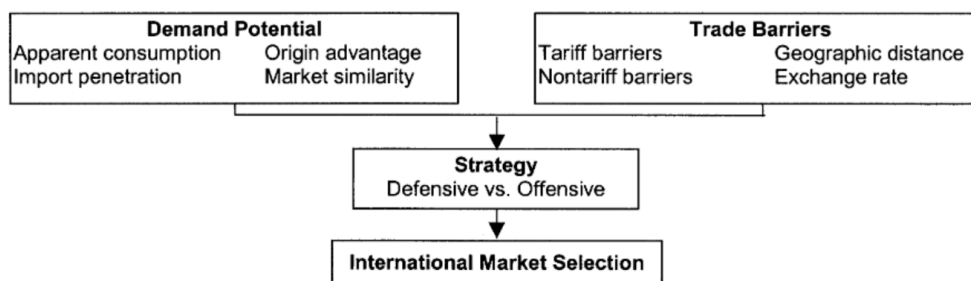 Demand Potential
Apparent consumption Origin advantage
Import penetration Market similarity
Trade Barriers
Tariff barriers Geographic distance
Nontariff barriers Exchange rate
Strategy
Defensive vs. Offensive
International Market Selection